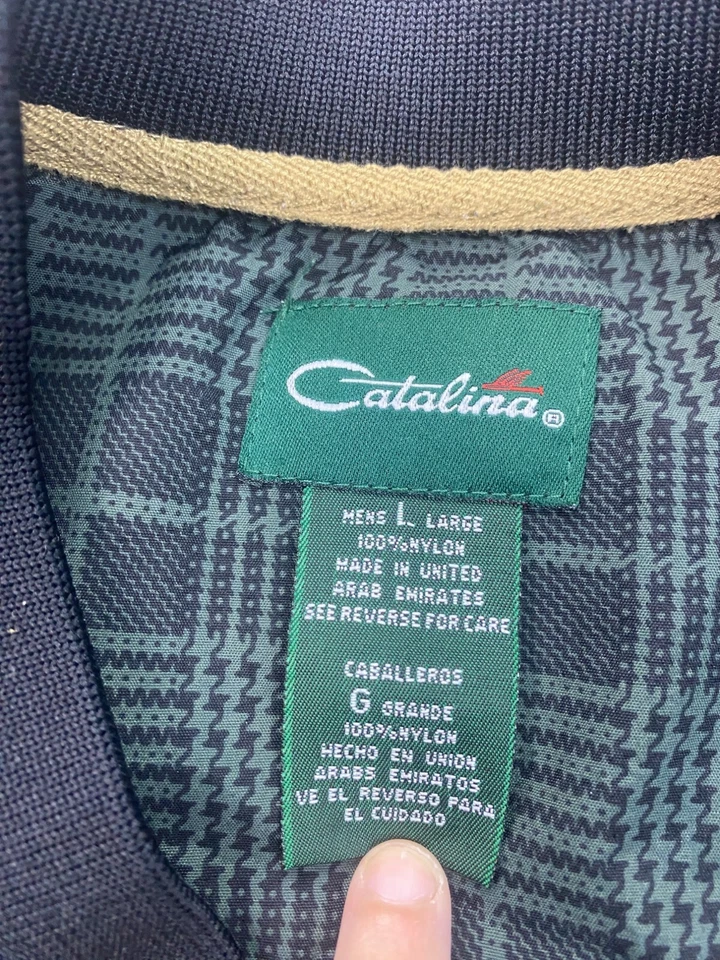 Catalina®
MENS L LARGE
100%NYLON
MADE IN UNITED
ARAB EMIRATES
SEE REVERSE FOR CARE
CABALLEROS
G GRANDE
100%NYLON
HECHO EN UNION
ARABS EMIRATOS
VE EL REVERSO PARA
EL CUIDADO